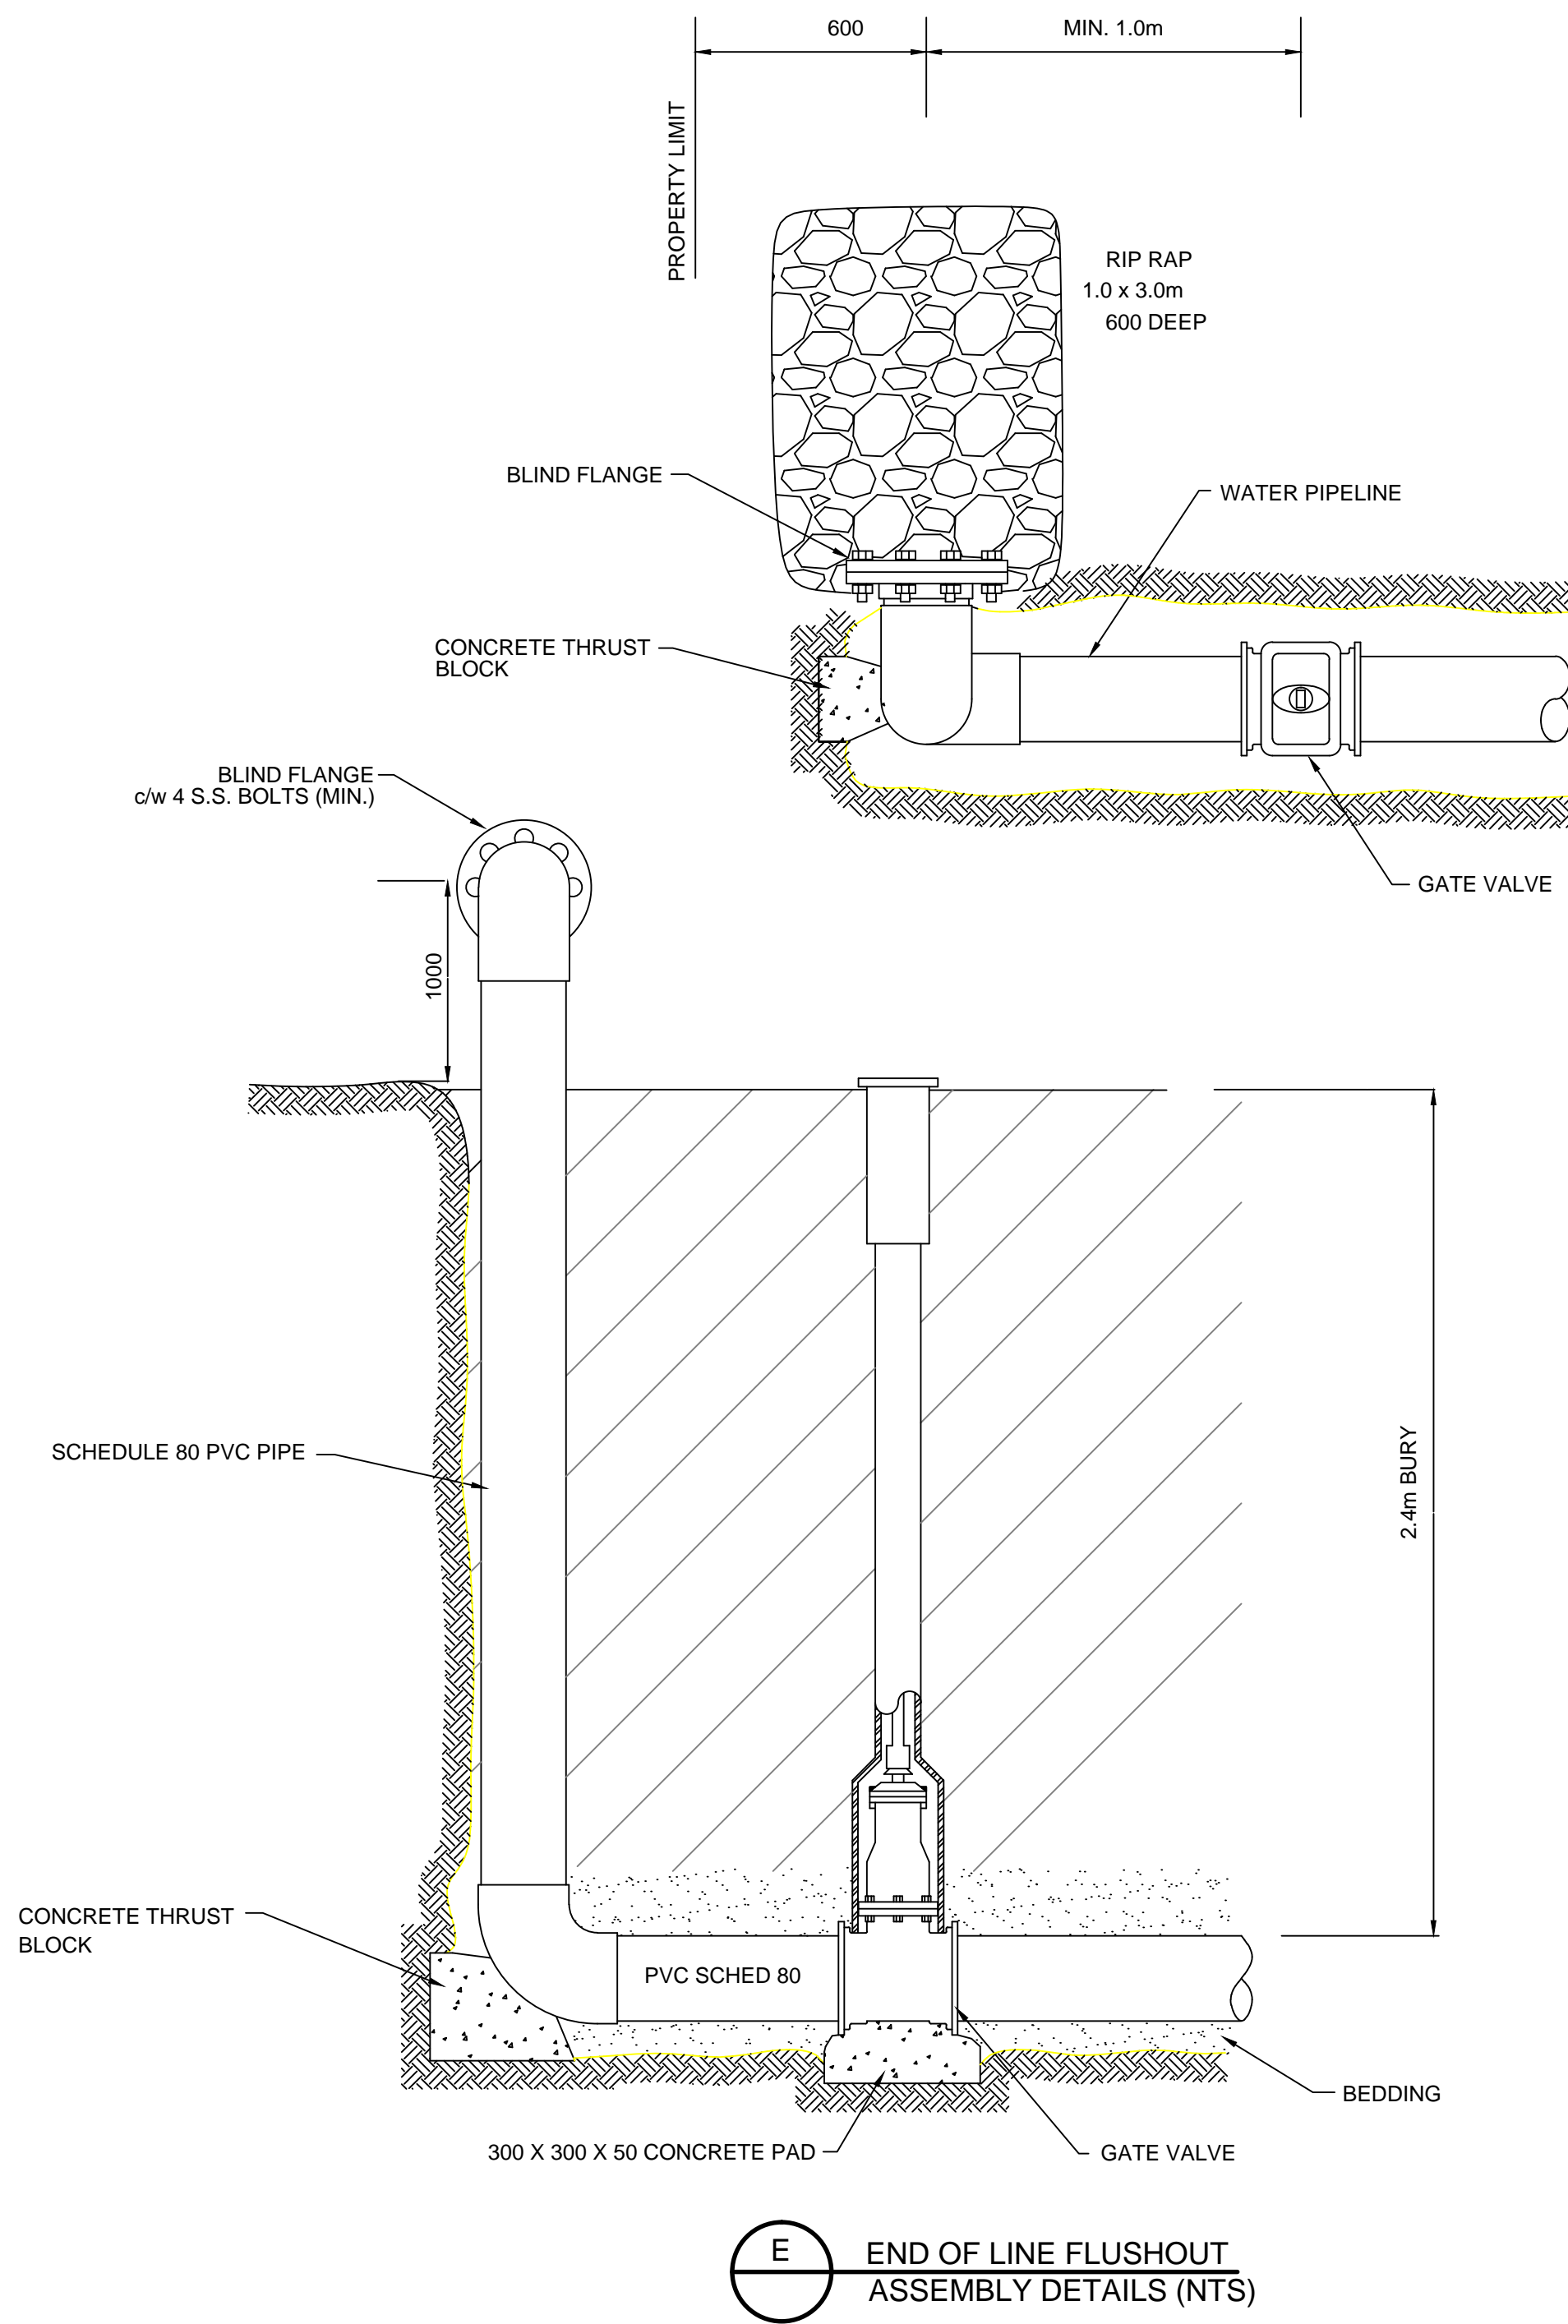 600
MIN. 1.0m
PROPERTY LIMIT
RIP RAP
1.0 x 3.0m
600 DEEP
BLIND FLANGE
WATER PIPELINE
CONCRETE THRUST
BLOCK
BLIND FLANGE
c/w 4 S.S. BOLTS (MIN.)
GATE VALVE
1000
SCHEDULE 80 PVC PIPE
2.4m BURY
CONCRETE THRUST
BLOCK
PVC SCHED 80
BEDDING
300 X 300 X 50 CONCRETE PAD
GATE VALVE
E
END OF LINE FLUSHOUT
ASSEMBLY DETAILS (NTS)